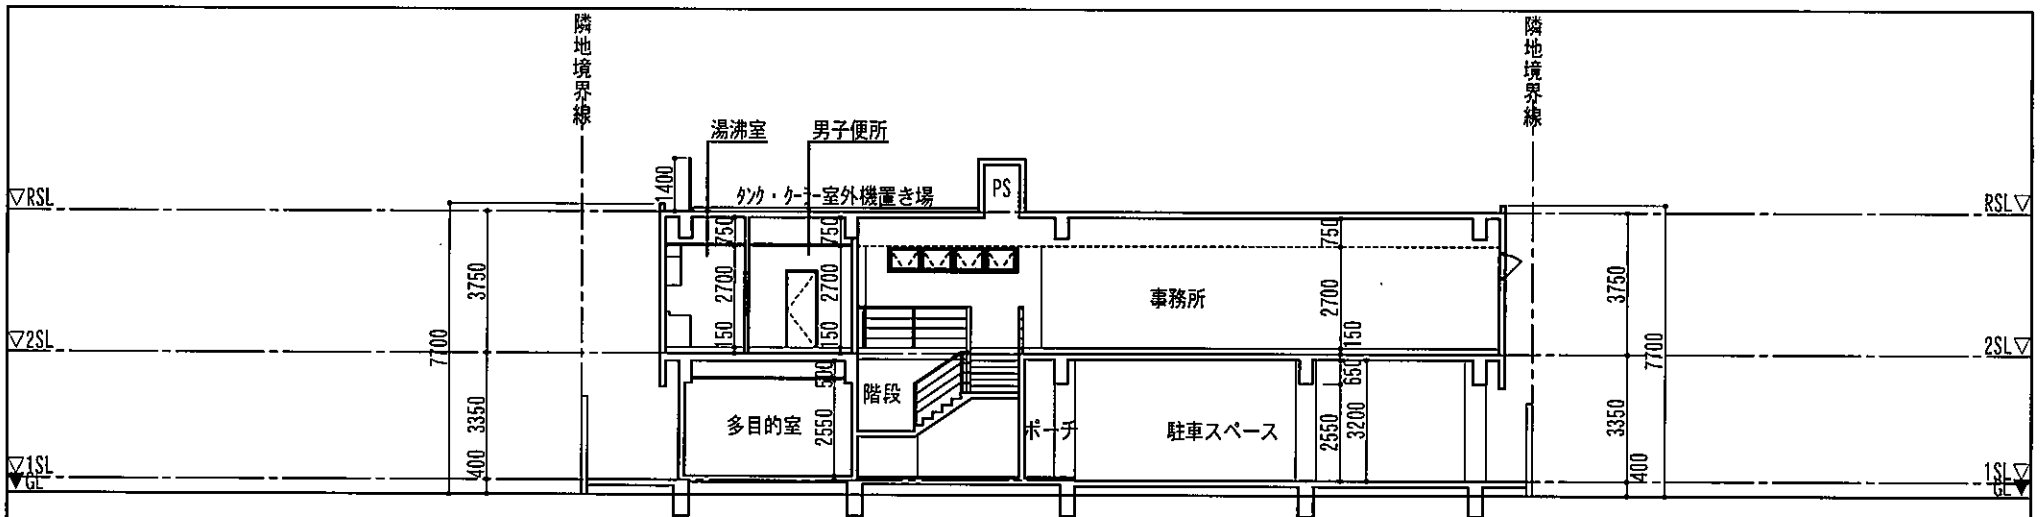 隣地境界線
隣地境界線
湯沸室
男子便所
1400
タンク・クーラー室外機置き場
PS
▽RSL
RSL▽
750
750
750
3750
2700
2700
事務所
2700
3750
150
150
150
▽2SL
2SL▽
7700
7700
500
650
階段
多目的室
2550
ポーチ
駐車スペース
2550
3200
3350
3350
400
400
▽1SL
1SL▽
▼GL
GL▼